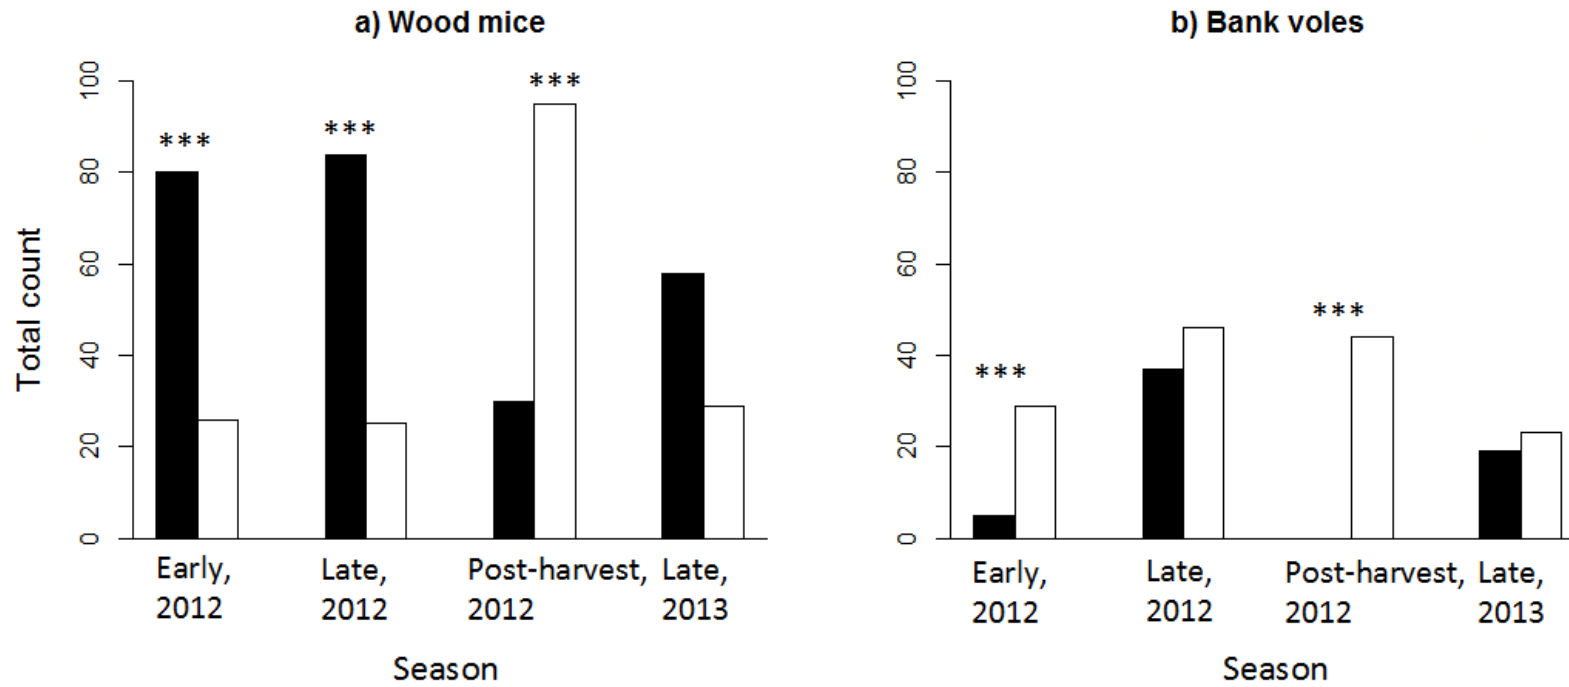 a) Wood mice
Total count
100
80
60
40
20
0
***
***
***
Early,
2012
Late,
2012
Post-harvest,
2012
Late,
2013
Season
b) Bank voles
100
80
60
40
20
0
***
***
Early,
2012
Late,
2012
Post-harvest,
2012
Late,
2013
Season